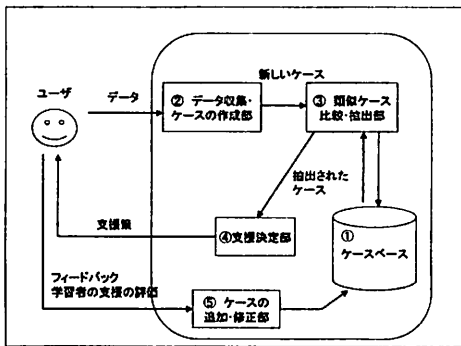 新しいケース
ユーザ
データ
② データ収集・
ケースの作成部
③ 類似ケース
比較・抽出部
抽出された
ケース
支援策
④支援決定部
①
ケースベース
フィードバック
学習者の支援の評価
⑤ ケースの
追加・修正部